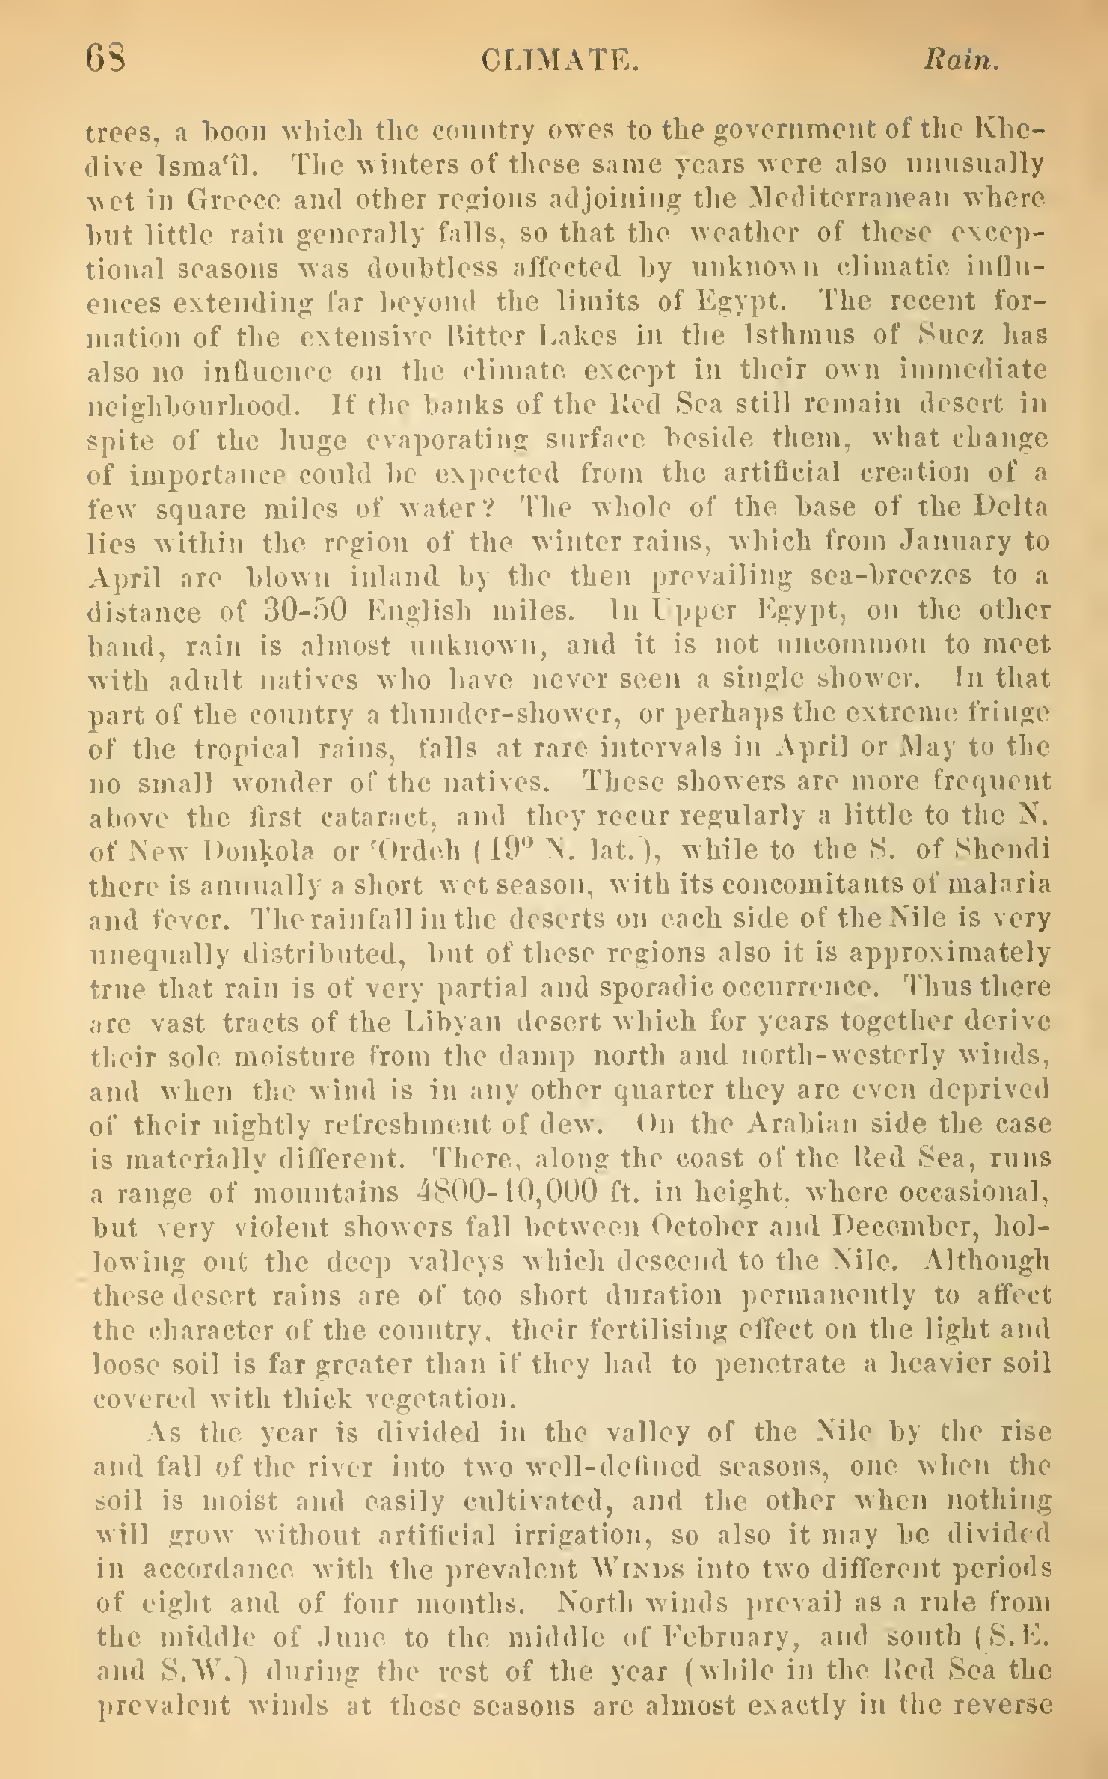 68 CLIMATE. Rain.
trees, a boon which the country owes to the government of the Khe-
dive Isma'îl. The winters of these same years were also unusually
wet in Greece and other regions adjoining the Mediterranean where
but little rain generally falls, so that the weather of these excep-
tional seasons was doubtless affected by unknown climatic influ-
ences extending far beyond the limits of Egypt. The recent for-
mation of the extensive Bitter Lakes in the Isthmus of Suez has
also no influence on the climate except in their own immediate
neighbourhood. If the banks of the Red Sea still remain desert in
spite of the huge evaporating surface beside them, what change
of importance could be expected from the artificial creation of a
few square miles of water? The whole of the base of the Delta
lies within the region of the winter rains, which from January to
April are blown inland by the then prevailing sea-breezes to a
distance of 30-50 English miles. In Upper Egypt, on the other
hand, rain is almost unknown, and it is not uncommon to meet
with adult natives who have never seen a single shower. In that
part of the country a thunder-shower, or perhaps the extreme fringe
of the tropical rains, falls at rare intervals in April or May to the
no small wonder of the natives. These showers are more frequent
above the first cataract, and they recur regularly a little to the N.
of New Donḳola or 'Ordeh (19° N. lat.), while to the S. of Shendi
there is annually a short wet season, with its concomitants of malaria
and fever. The rainfall in the deserts on each side of the Nile is very
unequally distributed, but of these regions also it is approximately
true that rain is of very partial and sporadic occurrence. Thus there
are vast tracts of the Libyan desert which for years together derive
their sole moisture from the damp north and north-westerly winds,
and when the wind is in any other quarter they are even deprived
of their nightly refreshment of dew. On the Arabian side the case
is materially different. There, along the coast of the Red Sea, runs
a range of mountains 4800-10,000 ft. in height, where occasional,
but very violent showers fall between October and December, hol-
lowing out the deep valleys which descend to the Nile. Although
these desert rains are of too short duration permanently to affect
the character of the country, their fertilising effect on the light and
loose soil is far greater than if they had to penetrate a heavier soil
covered with thick vegetation.
As the year is divided in the valley of the Nile by the rise
and fall of the river into two well-defined seasons, one when the
soil is moist and easily cultivated, and the other when nothing
will grow without artificial irrigation, so also it may be divided
in accordance with the prevalent WINDS into two different periods
of eight and of four months. North winds prevail as a rule from
the middle of June to the middle of February, and south (S.E.
and S.W.) during the rest of the year (while in the Red Sea the
prevalent winds at these seasons are almost exactly in the reverse